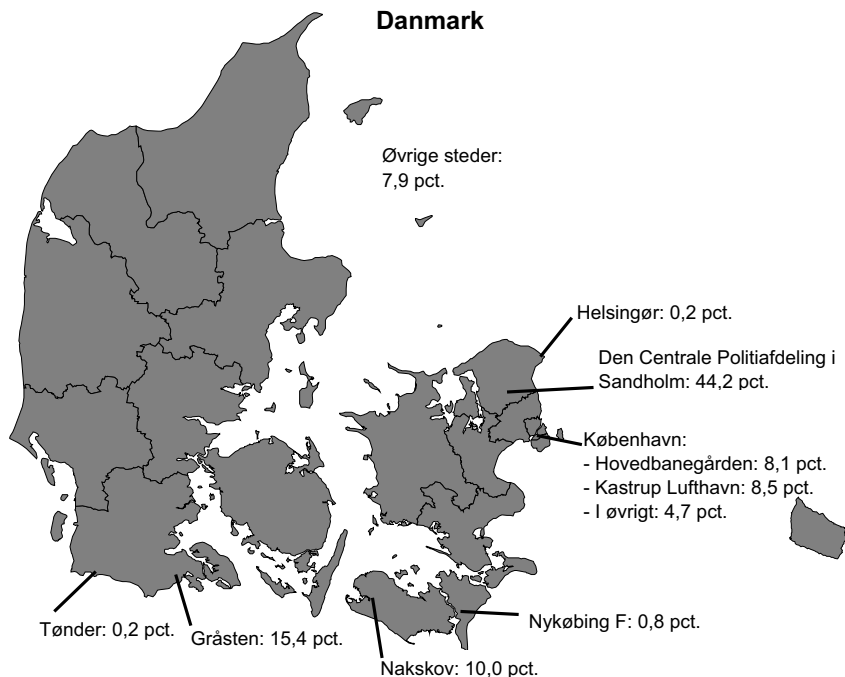 Danmark
Øvrige steder:
7,9 pct.
Helsingør: 0,2 pct.
Den Centrale Politiafdeling i
Sandholm: 44,2 pct.
København:
- Hovedbanegården: 8,1 pct.
- Kastrup Lufthavn: 8,5 pct.
- I øvrigt: 4,7 pct.
Tønder: 0,2 pct.
Gråsten: 15,4 pct.
Nykøbing F: 0,8 pct.
Nakskov: 10,0 pct.